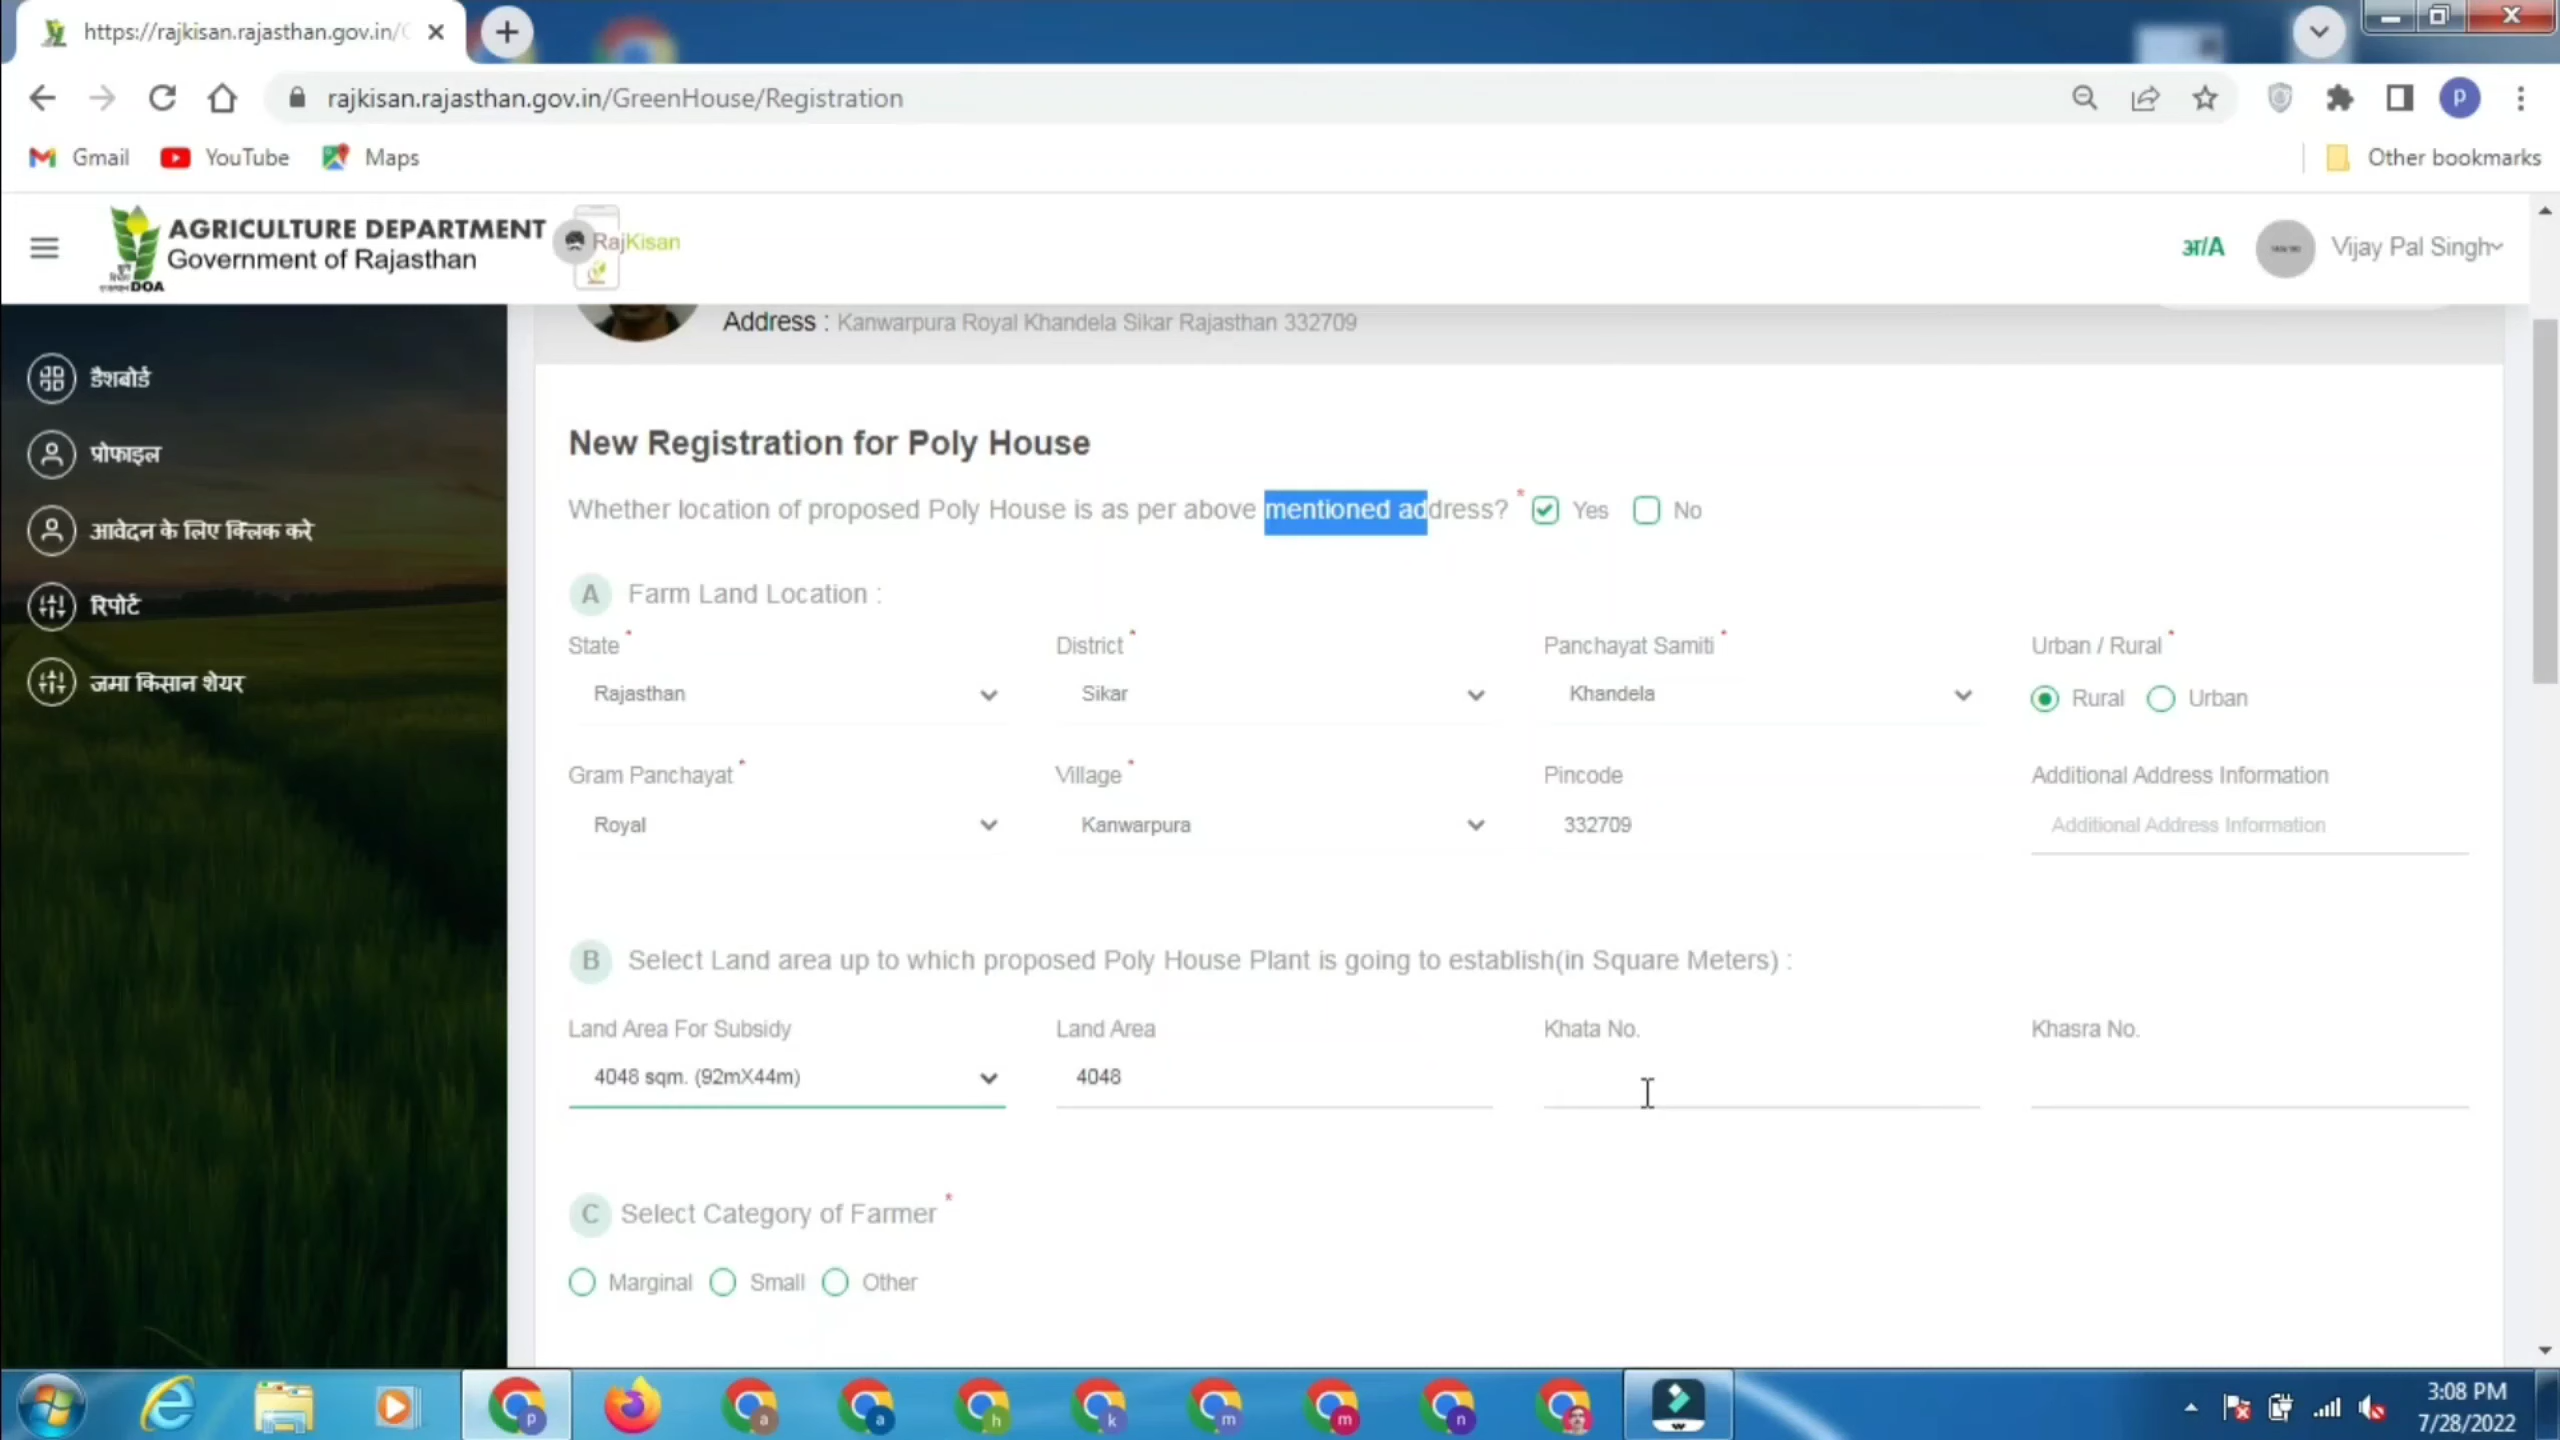 https://rajkisan.rajasthan.gov.in/
rajkisan.rajasthan.gov.in/GreenHouse/Registration
P
Gmail
YouTube
Maps
Other bookmarks
AGRICULTURE DEPARTMENT
Government of Rajasthan
DOA
RajKisan
अ/A
Vijay Pal Singh
डैशबोर्ड
प्रोफाइल
आवेदन के लिए क्लिक करे
रिपोर्ट
जमा किसान शेयर
Address : Kanwarpura Royal Khandela Sikar Rajasthan 332709
New Registration for Poly House
Whether location of proposed Poly House is as per above mentioned address? * Yes No
A Farm Land Location :
State * District * Panchayat Samiti * Urban / Rural *
Rajasthan Sikar Khandela Rural Urban
Gram Panchayat * Village * Pincode Additional Address Information
Royal Kanwarpura 332709 Additional Address Information
B Select Land area up to which proposed Poly House Plant is going to establish(in Square Meters) :
Land Area For Subsidy Land Area Khata No. Khasra No.
4048 sqm. (92mX44m) 4048
C Select Category of Farmer *
Marginal Small Other
p a a h k m m n
3:08 PM
7/28/2022